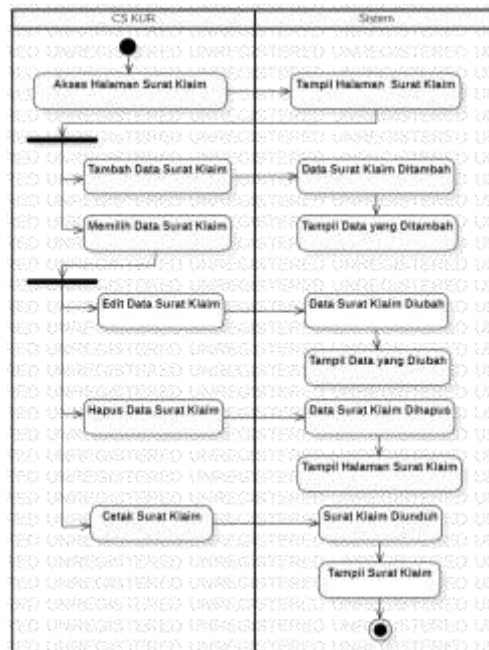 CS KUR
Sistem
Akses Halaman Surat Klaim
Tampil Halaman Surat Klaim
Tambah Data Surat Klaim
Data Surat Klaim Ditambah
Memilih Data Surat Klaim
Tampil Data yang Ditambah
Edit Data Surat Klaim
Data Surat Klaim Diubah
Tampil Data yang Diubah
Hapus Data Surat Klaim
Data Surat Klaim Dihapus
Tampil Halaman Surat Klaim
Cetak Surat Klaim
Surat Klaim Diunduh
Tampil Surat Klaim
UNREGISTERED